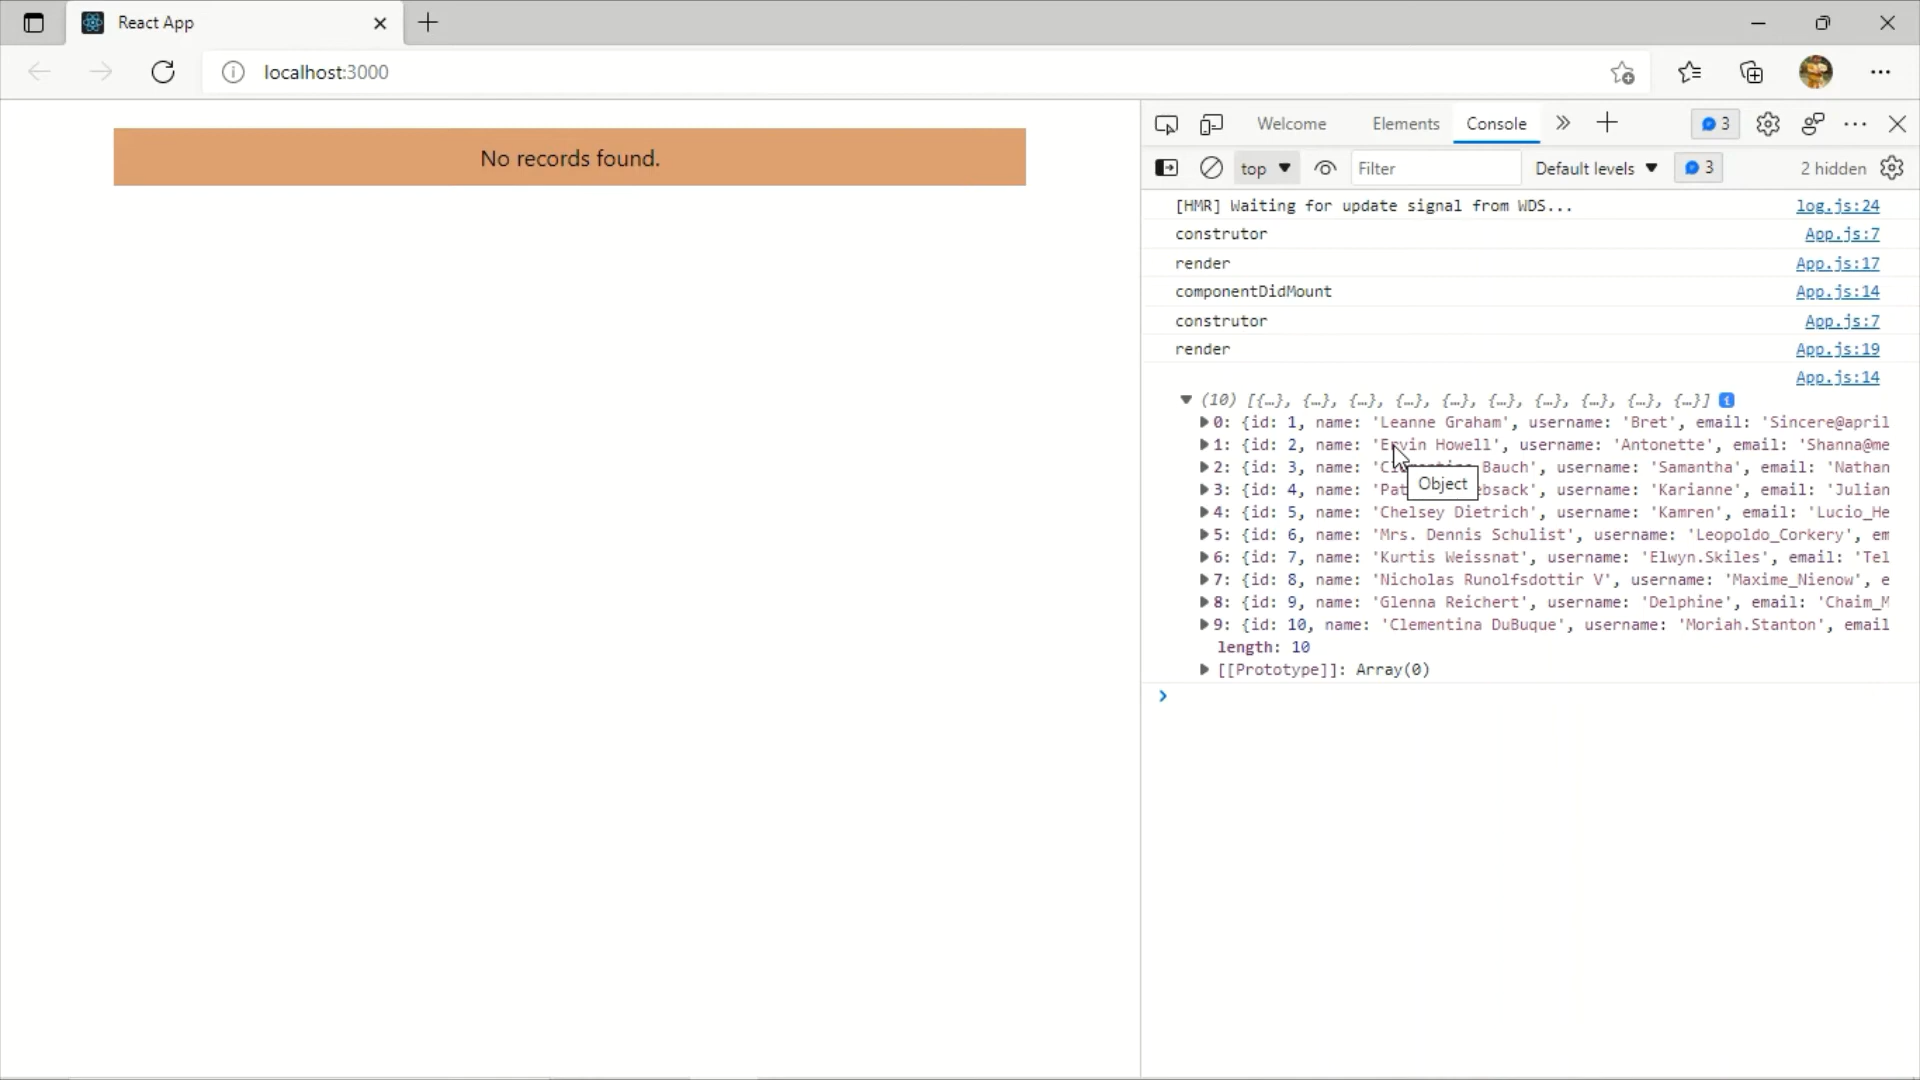 React App
localhost:3000
No records found.
Welcome
Elements
Console
3
top
Filter
Default levels
3
2 hidden
[HMR] Waiting for update signal from WDS... log.js:24
construtor App.js:7
render App.js:17
componentDidMount App.js:14
construtor App.js:7
render App.js:19
App.js:14
(10) [{…}, {…}, {…}, {…}, {…}, {…}, {…}, {…}, {…}, {…}] i
0: {id: 1, name: 'Leanne Graham', username: 'Bret', email: 'Sincere@april
1: {id: 2, name: 'Ervin Howell', username: 'Antonette', email: 'Shanna@me
2: {id: 3, name: Bauch', username: 'Samantha', email: 'Nathan
3: {id: 4, name: 'Pat username: 'Karianne', email: 'Julian
Object
4: {id: 5, name: 'Chelsey Dietrich', username: 'Kamren', email: 'Lucio_He
5: {id: 6, name: 'Mrs. Dennis Schulist', username: 'Leopoldo_Corkery', em
6: {id: 7, name: 'Kurtis Weissnat', username: 'Elwyn.Skiles', email: 'Tel
7: {id: 8, name: 'Nicholas Runolfsdottir V', username: 'Maxime_Nienow', e
8: {id: 9, name: 'Glenna Reichert', username: 'Delphine', email: 'Chaim_M
9: {id: 10, name: 'Clementina DuBuque', username: 'Moriah.Stanton', email
length: 10
[[Prototype]]: Array(0)